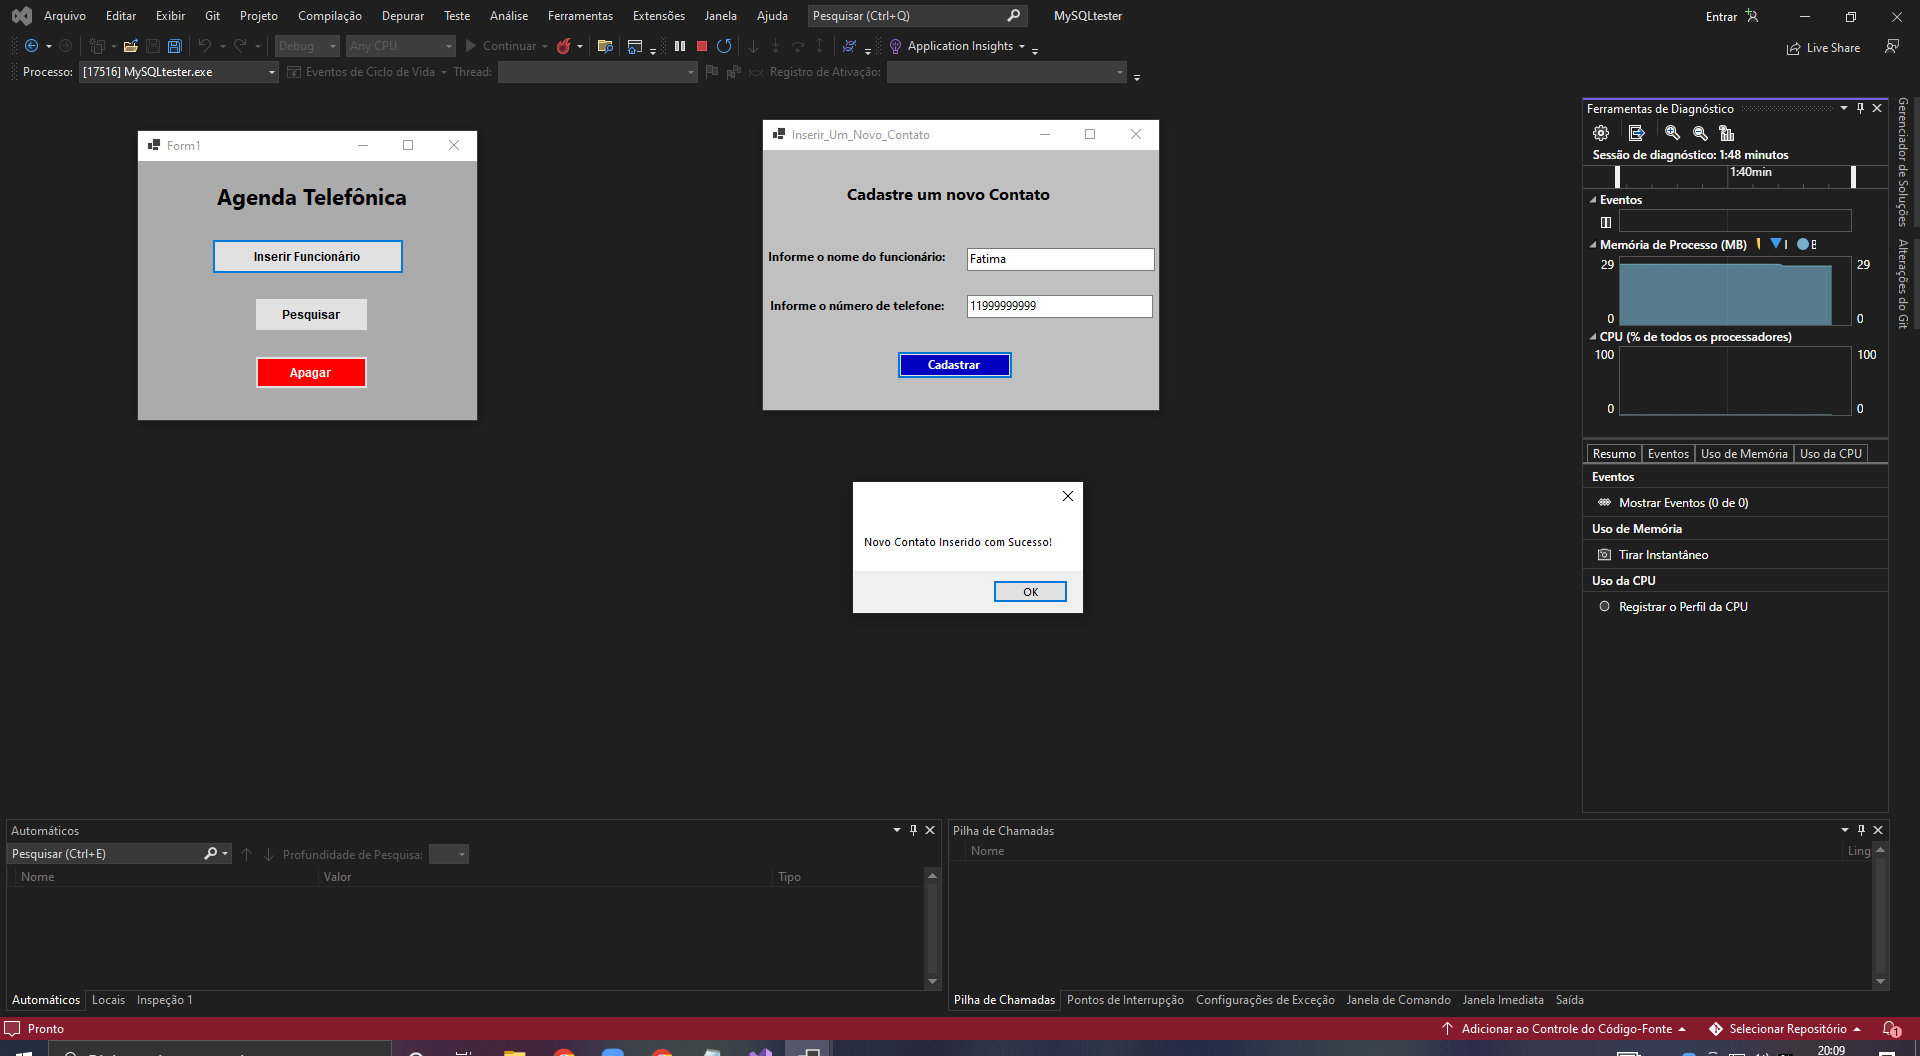 Arquivo Editar Exibir Git Projeto Compilação Depurar Teste Análise Ferramentas Extensões Janela Ajuda Pesquisar (Ctrl+Q) MySQLtester Entrar
Debug Any CPU Continuar Application Insights Live Share
Processo: [17516] MySQLtester.exe Eventos de Ciclo de Vida Thread: Registro de Ativação:
Form1
Agenda Telefônica
Inserir Funcionário
Pesquisar
Apagar
Inserir_Um_Novo_Contato
Cadastre um novo Contato
Informe o nome do funcionário: Fatima
Informe o número de telefone: 11999999999
Cadastrar
Novo Contato Inserido com Sucesso!
OK
Ferramentas de Diagnóstico
Sessão de diagnóstico: 1:48 minutos
1:40min
Eventos
Memória de Processo (MB)
29 29
0 0
CPU (% de todos os processadores)
100 100
0 0
Resumo Eventos Uso de Memória Uso da CPU
Eventos
Mostrar Eventos (0 de 0)
Uso de Memória
Tirar Instantâneo
Uso da CPU
Registrar o Perfil da CPU
Gerenciador de Soluções
Alterações do Git
Automáticos
Pesquisar (Ctrl+E) Profundidade de Pesquisa:
Nome Valor Tipo
Automáticos Locais Inspeção 1
Pilha de Chamadas
Nome Ling
Pilha de Chamadas Pontos de Interrupção Configurações de Exceção Janela de Comando Janela Imediata Saída
Pronto Adicionar ao Controle do Código-Fonte Selecionar Repositório 1
20:09